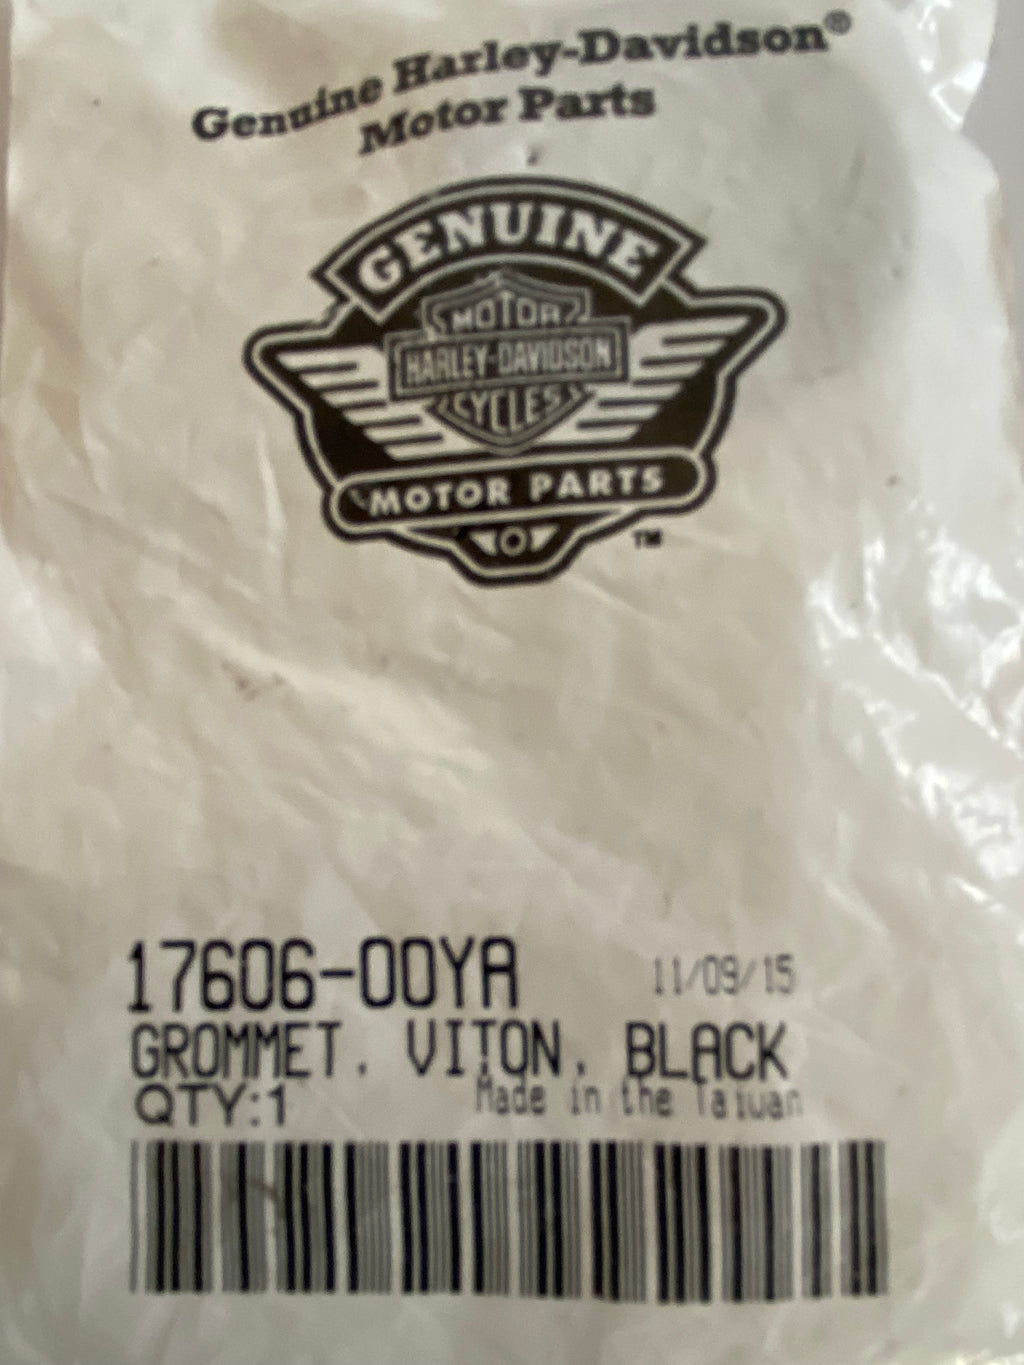 Genuine Harley-Davidson®
Motor Parts
GENUINE
MOTOR
HARLEY-DAVIDSON
CYCLES
MOTOR PARTS
TM
17606-00YA
11/09/15
GROMMET, VITON, BLACK
QTY:1
Made in the Taiwan